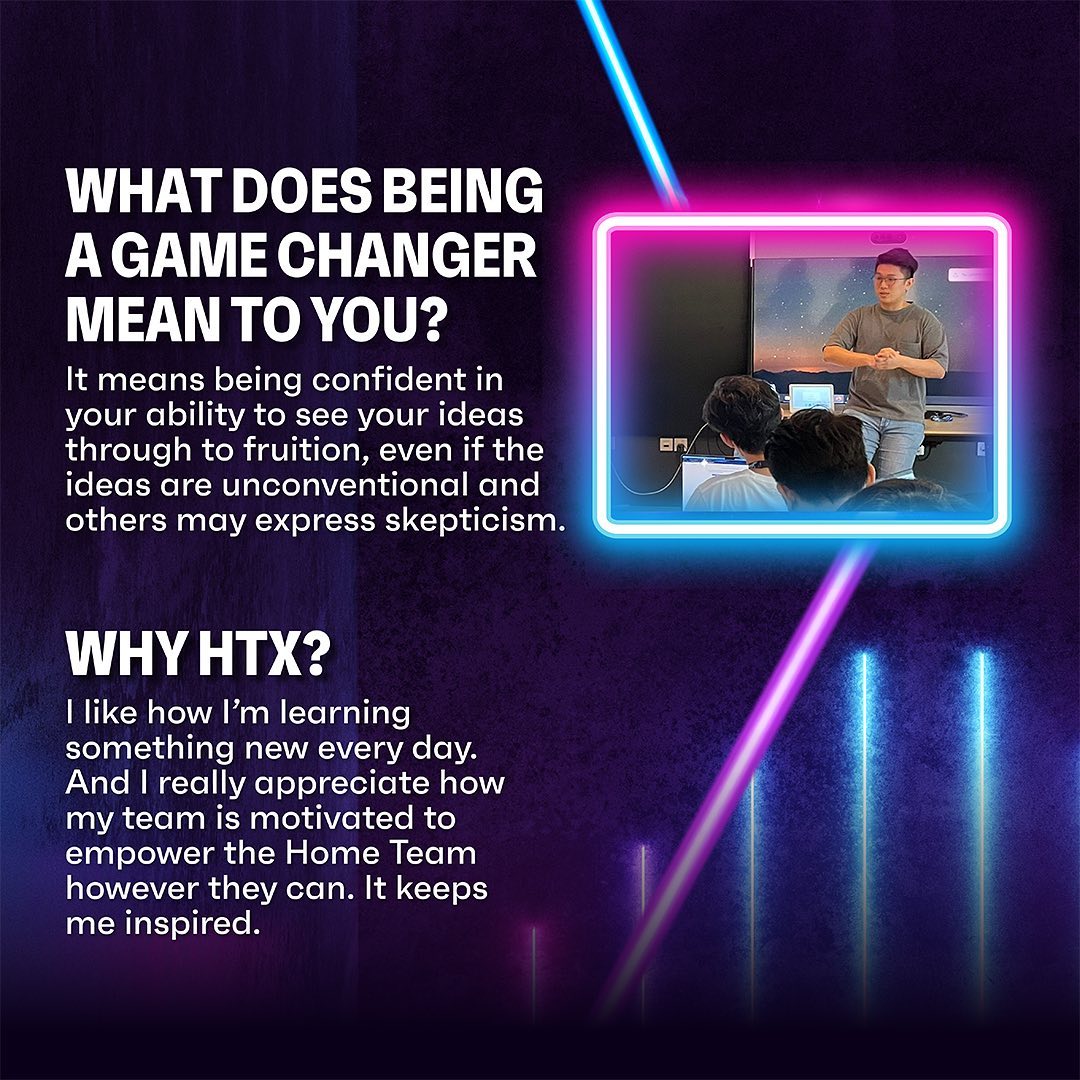 WHAT DOES BEING
A GAME CHANGER
MEAN TO YOU?
It means being confident in
your ability to see your ideas
through to fruition, even if the
ideas are unconventional and
others may express skepticism.
WHY HTX?
I like how I’m learning
something new every day.
And I really appreciate how
my team is motivated to
empower the Home Team
however they can. It keeps
me inspired.